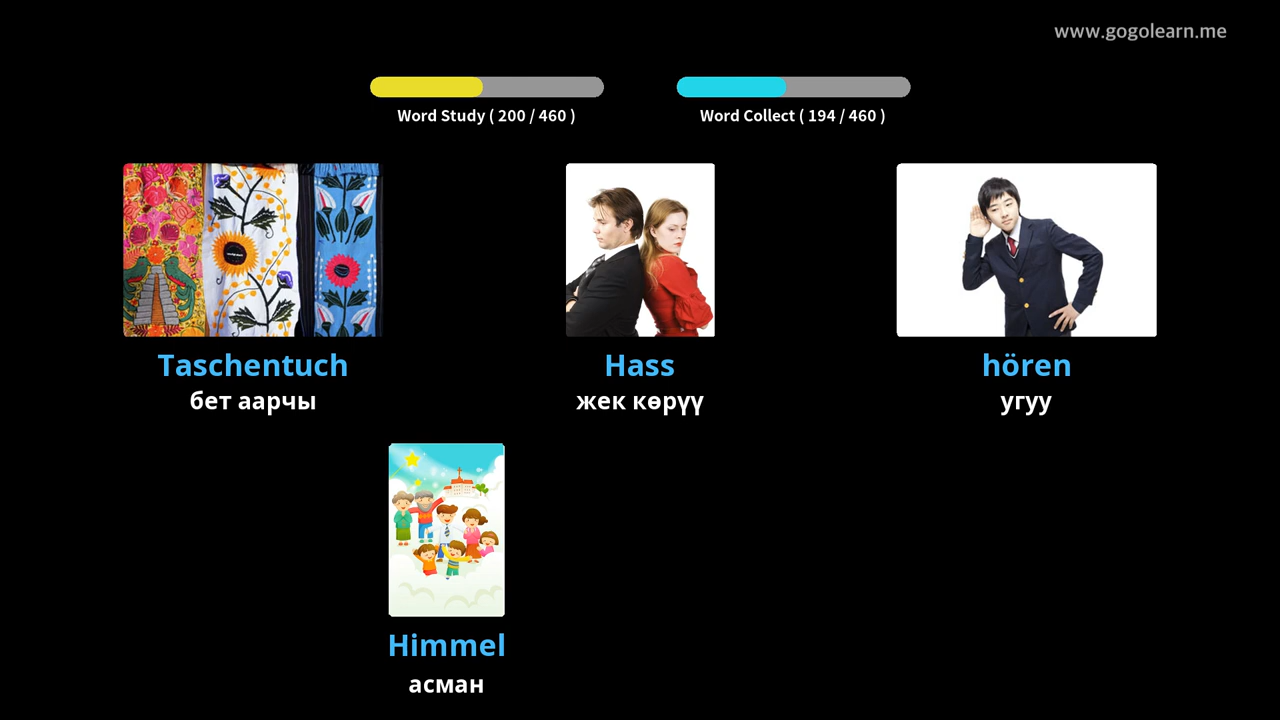 www.gogolearn.me
Word Study ( 200 / 460 )
Word Collect ( 194 / 460 )
Taschentuch
бет аарчы
Hass
жек көрүү
hören
угуу
Himmel
асман